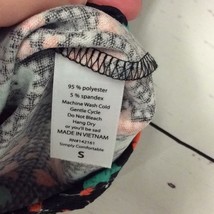 95 % polyester
5 % spandex
Machine Wash Cold
Gentle Cycle
Do Not Bleach
Hang Dry
or you'll be sad
MADE IN VIETNAM
Simply Comfortable
S